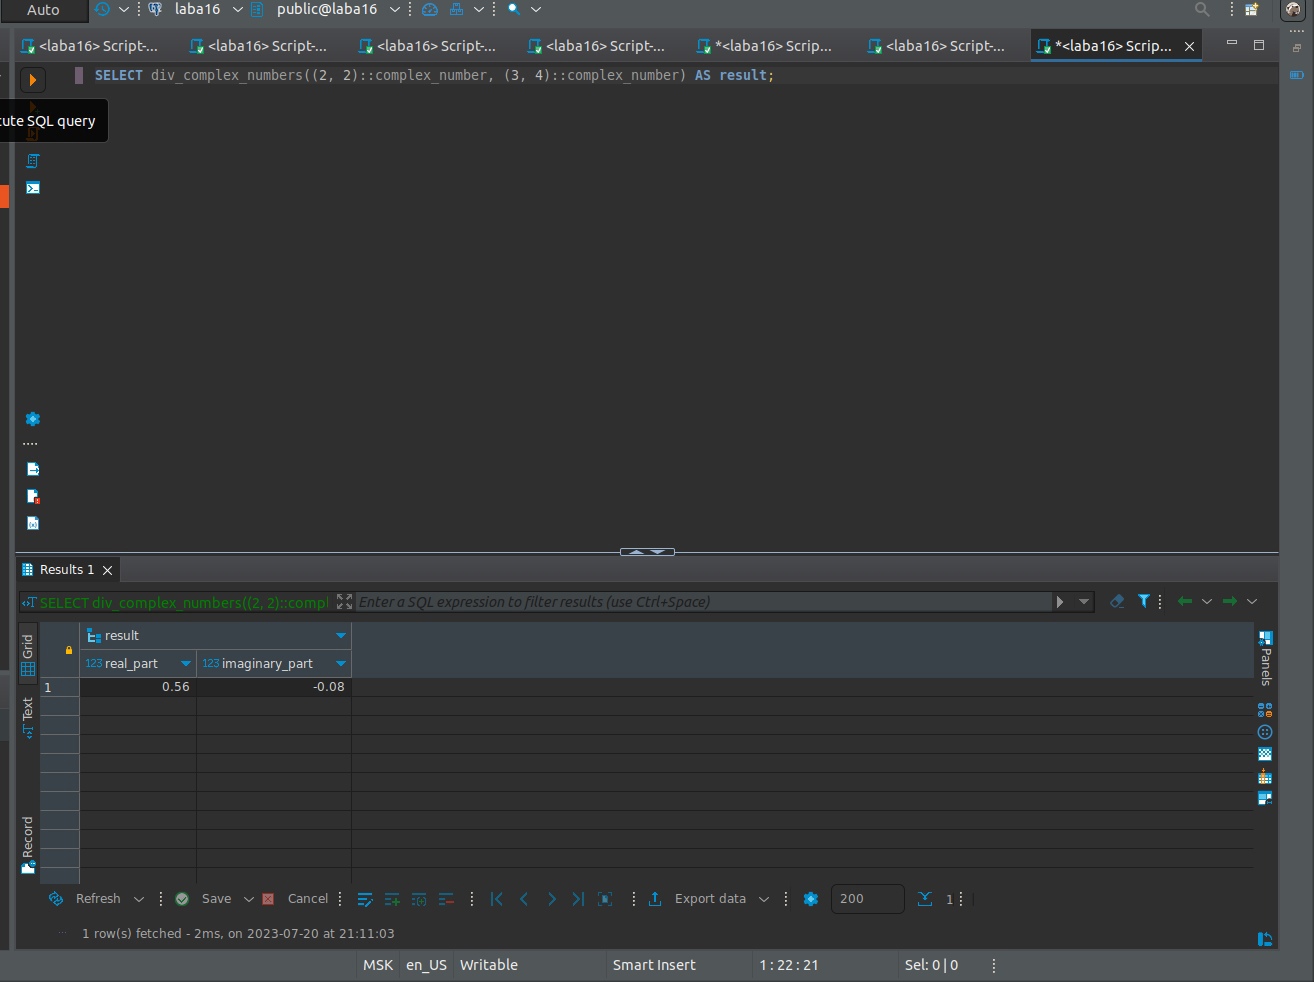 Auto laba16 public@laba16
<laba16> Script-... <laba16> Script-... <laba16> Script-... <laba16> Script-... *<laba16> Scrip... <laba16> Script-... *<laba16> Scrip...
SELECT div_complex_numbers((2, 2)::complex_number, (3, 4)::complex_number) AS result;
cute SQL query
Results 1
SELECT div_complex_numbers((2, 2)::compl Enter a SQL expression to filter results (use Ctrl+Space)
Grid
Text
Record
result
123 real_part 123 imaginary_part
1 0.56 -0.08
Panels
Refresh Save Cancel Export data 200 1
1 row(s) fetched - 2ms, on 2023-07-20 at 21:11:03
MSK en_US Writable Smart Insert 1 : 22 : 21 Sel: 0 | 0